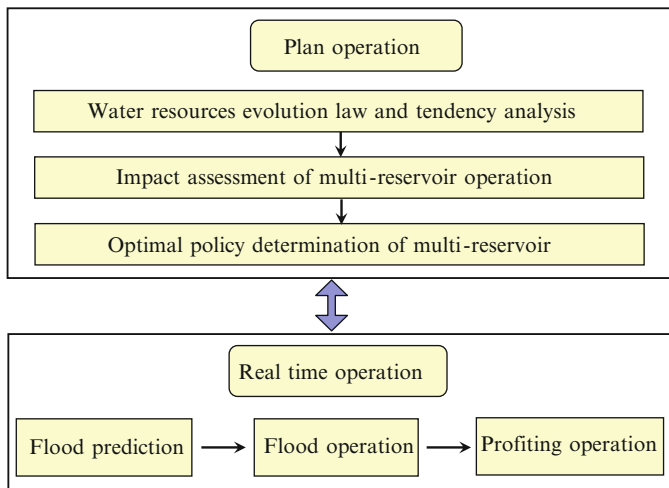 Plan operation
Water resources evolution law and tendency analysis
Impact assessment of multi-reservoir operation
Optimal policy determination of multi-reservoir
Real time operation
Flood prediction
Flood operation
Profiting operation